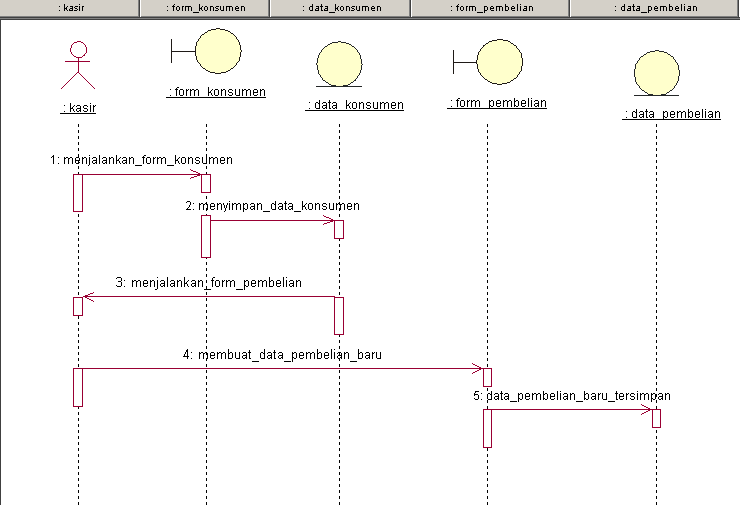 : kasir
: form_konsumen
: data_konsumen
: form_pembelian
: data_pembelian
: kasir
: form_konsumen
: data_konsumen
: form_pembelian
: data_pembelian
1: menjalankan_form_konsumen
2: menyimpan_data_konsumen
3: menjalankan_form_pembelian
4: membuat_data_pembelian_baru
5: data_pembelian_baru_tersimpan